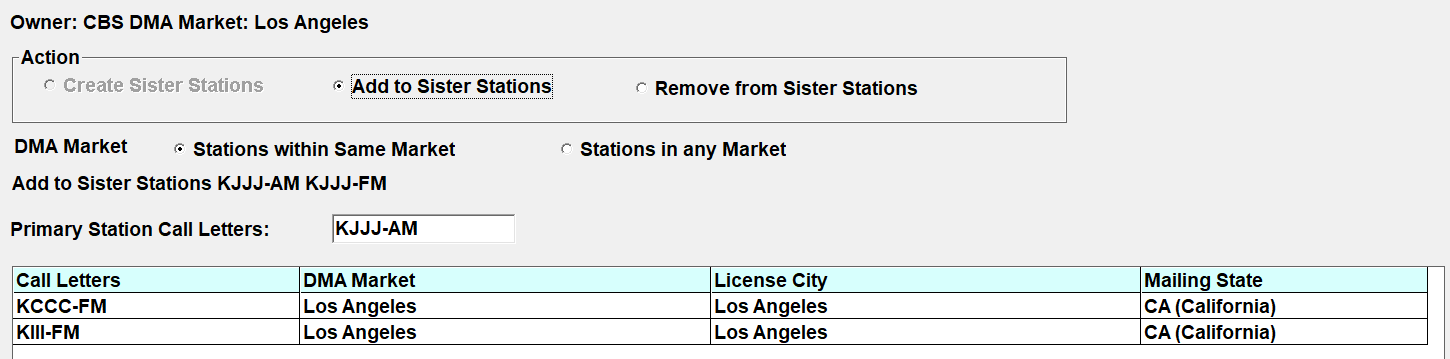 Owner: CBS DMA Market: Los Angeles
Action
Create Sister Stations Add to Sister Stations Remove from Sister Stations
DMA Market Stations within Same Market Stations in any Market
Add to Sister Stations KJJJ-AM KJJJ-FM
Primary Station Call Letters: KJJJ-AM
Call Letters DMA Market License City Mailing State
KCCC-FM Los Angeles Los Angeles CA (California)
KIII-FM Los Angeles Los Angeles CA (California)